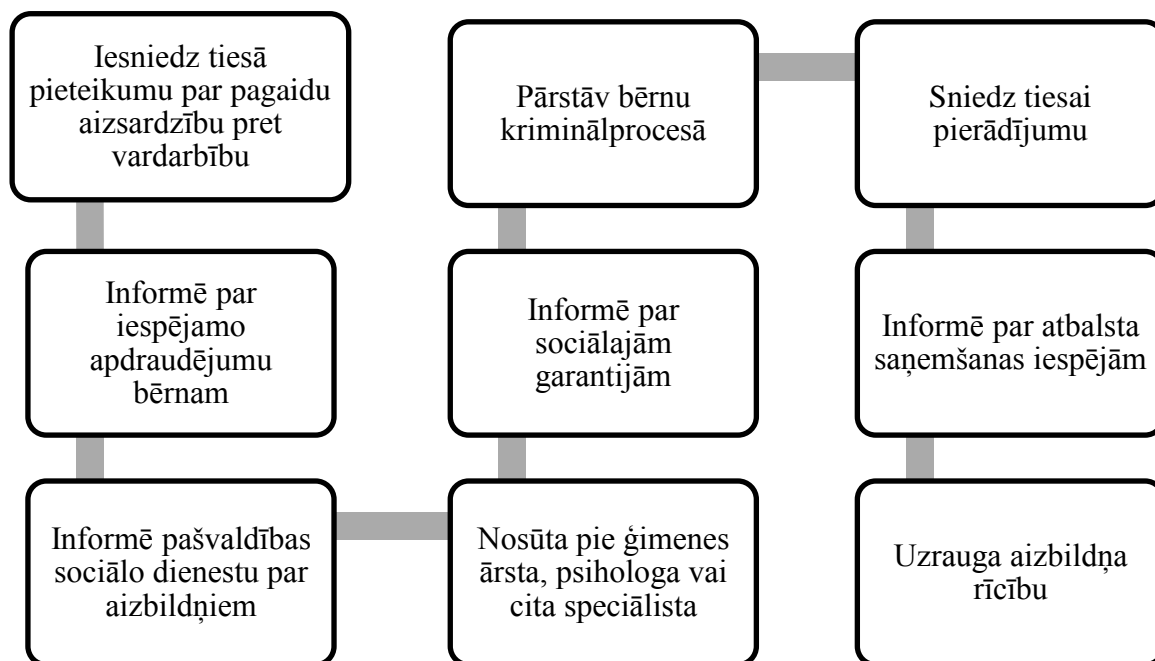 Iesniedz tiesā
pieteikumu par pagaidu
aizsardzību pret
vardarbību
Informē par
iespējamo
apdraudējumu
bērnam
Informē pašvaldības
sociālo dienestu par
aizbildņiem
Nosūta pie ģimenes
ārsta, psihologa vai
cita speciālista
Informē par
sociālajām
garantijām
Pārstāv bērnu
kriminālprocesā
Sniedz tiesai
pierādījumu
Informē par atbalsta
saņemšanas iespējām
Uzrauga aizbildņa
rīcību